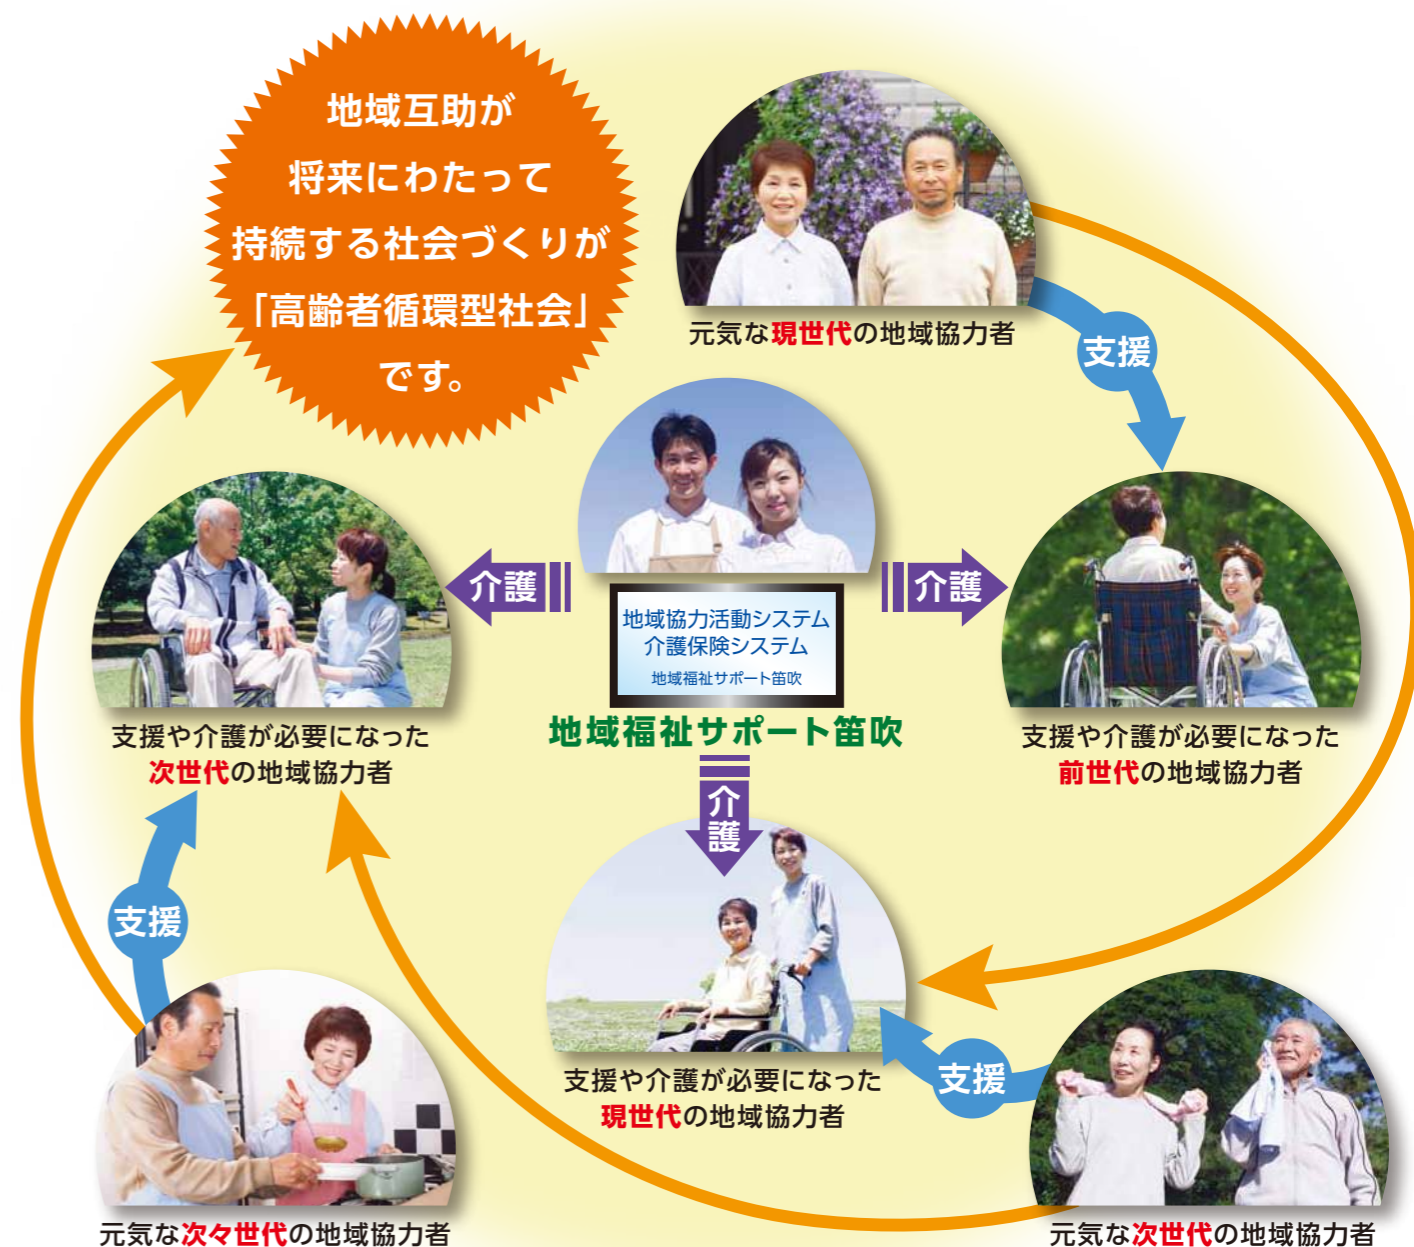 地域互助が
将来にわたって
持続する社会づくりが
「高齢者循環型社会」
です。
元気な現世代の地域協力者
支援
介護
介護
地域協力活動システム
介護保険システム
地域福祉サポート笛吹
地域福祉サポート笛吹
支援や介護が必要になった
次世代の地域協力者
支援や介護が必要になった
前世代の地域協力者
介護
支援
支援や介護が必要になった
現世代の地域協力者
支援
元気な次々世代の地域協力者
元気な次世代の地域協力者